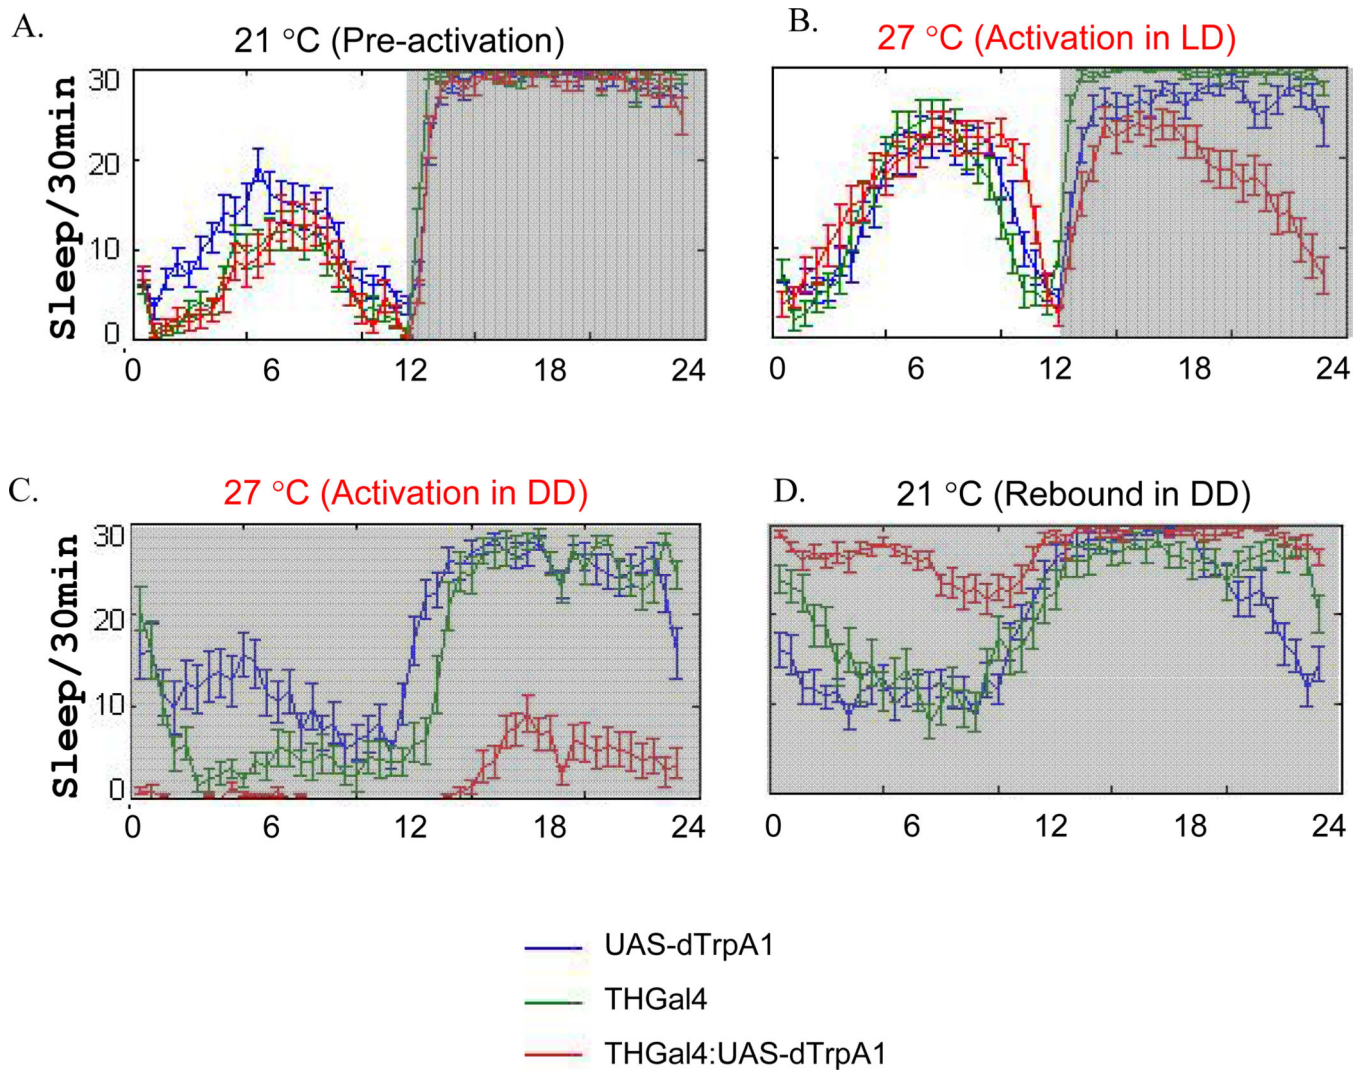 A.
21 °C (Pre-activation)
B.
27 °C (Activation in LD)
Sleep/30min
30
20
10
0
0 6 12 18 24
0 6 12 18 24
C.
27 °C (Activation in DD)
D.
21 °C (Rebound in DD)
Sleep/30min
30
20
10
0
0 6 12 18 24
0 6 12 18 24
UAS-dTrpA1
THGal4
THGal4:UAS-dTrpA1